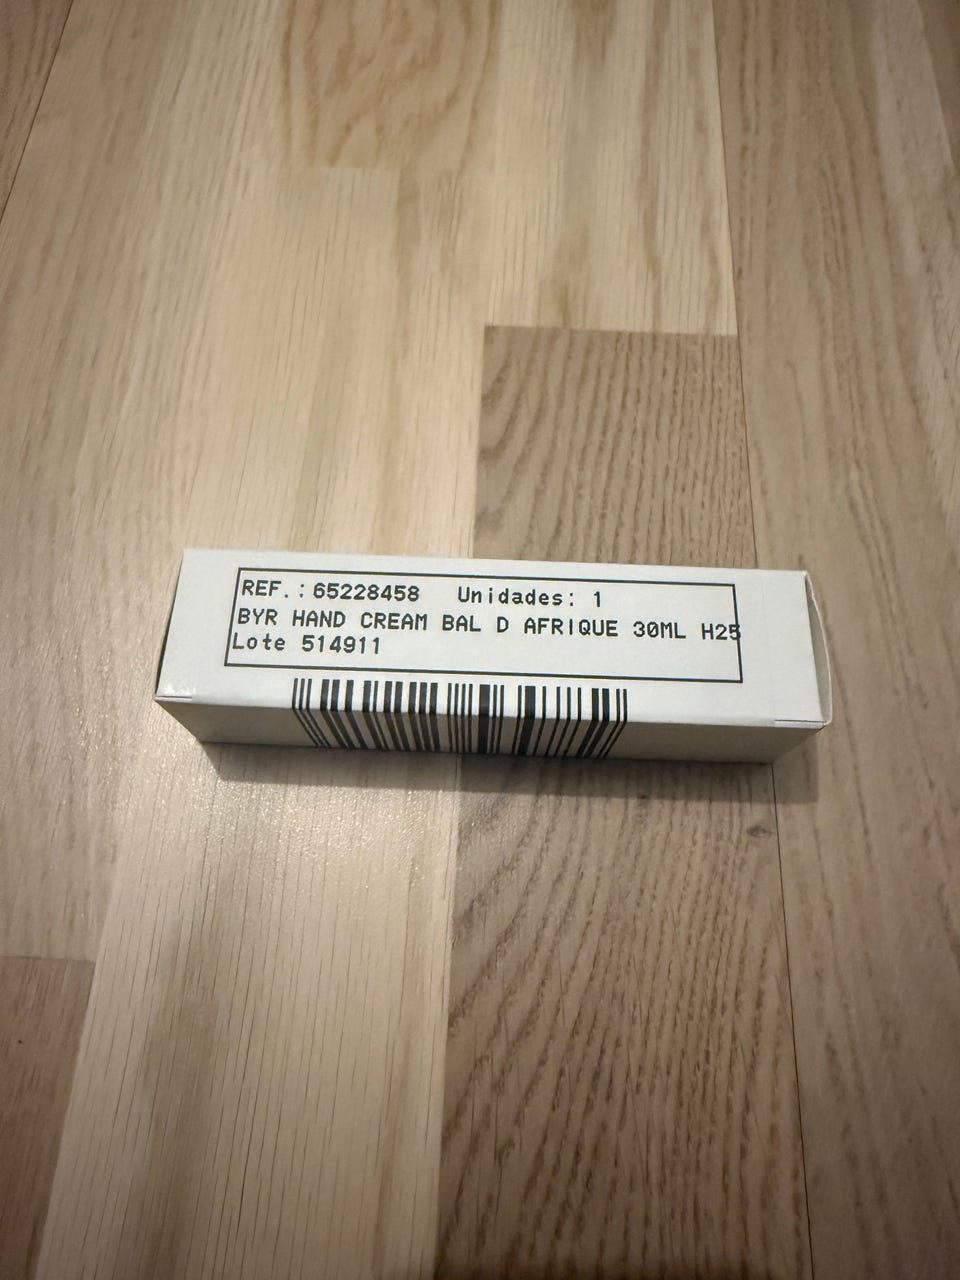 REF.: 65228458 Unidades: 1
BYR HAND CREAM BAL D AFRIQUE 30ML H25
Lote 514911